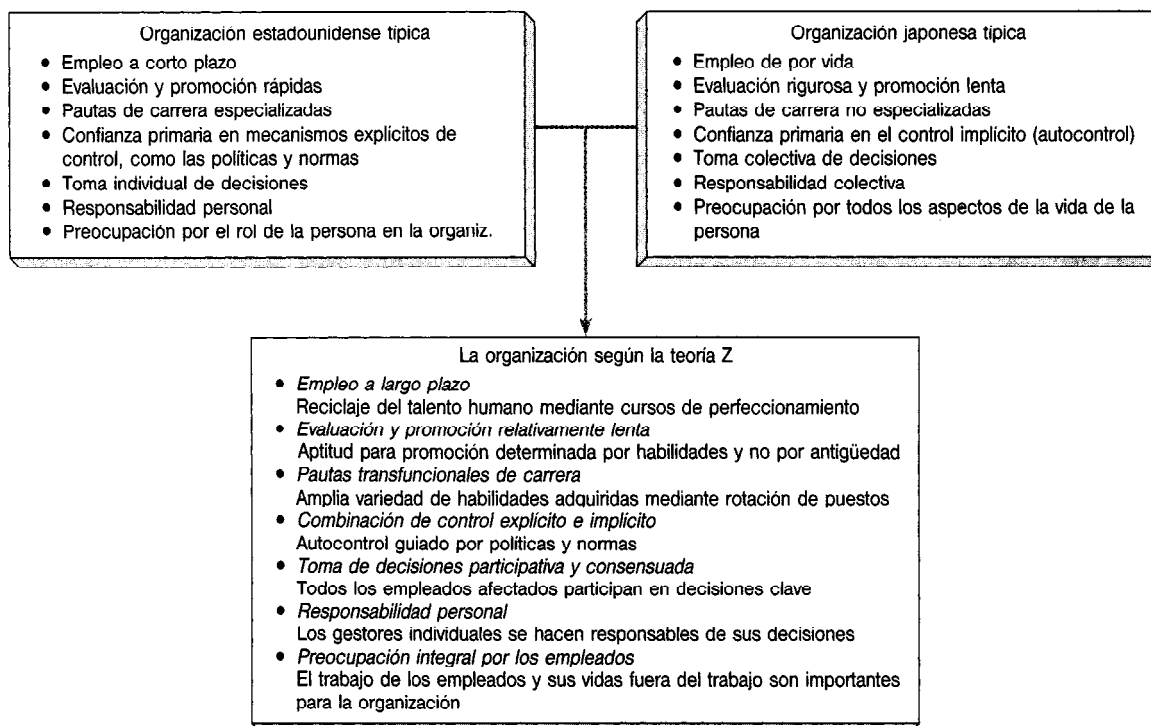 Organización estadounidense típica
• Empleo a corto plazo
• Evaluación y promoción rápidas
• Pautas de carrera especializadas
• Confianza primaria en mecanismos explícitos de
control, como las políticas y normas
• Toma individual de decisiones
• Responsabilidad personal
• Preocupación por el rol de la persona en la organiz.
Organización japonesa típica
• Empleo de por vida
• Evaluación rigurosa y promoción lenta
• Pautas de carrera no especializadas
• Confianza primaria en el control implícito (autocontrol)
• Toma colectiva de decisiones
• Responsabilidad colectiva
• Preocupación por todos los aspectos de la vida de la
persona
La organización según la teoría Z
• Empleo a largo plazo
Reciclaje del talento humano mediante cursos de perfeccionamiento
• Evaluación y promoción relativamente lenta
Aptitud para promoción determinada por habilidades y no por antigüedad
• Pautas transfuncionales de carrera
Amplia variedad de habilidades adquiridas mediante rotación de puestos
• Combinación de control explícito e implícito
Autocontrol guiado por políticas y normas
• Toma de decisiones participativa y consensuada
Todos los empleados afectados participan en decisiones clave
• Responsabilidad personal
Los gestores individuales se hacen responsables de sus decisiones
• Preocupación integral por los empleados
El trabajo de los empleados y sus vidas fuera del trabajo son importantes
para la organización